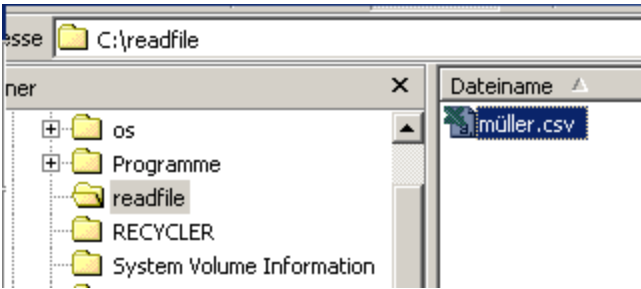 esse C:\readfile
ner
Dateiname
os
müller.csv
Programme
readfile
RECYCLER
System Volume Information